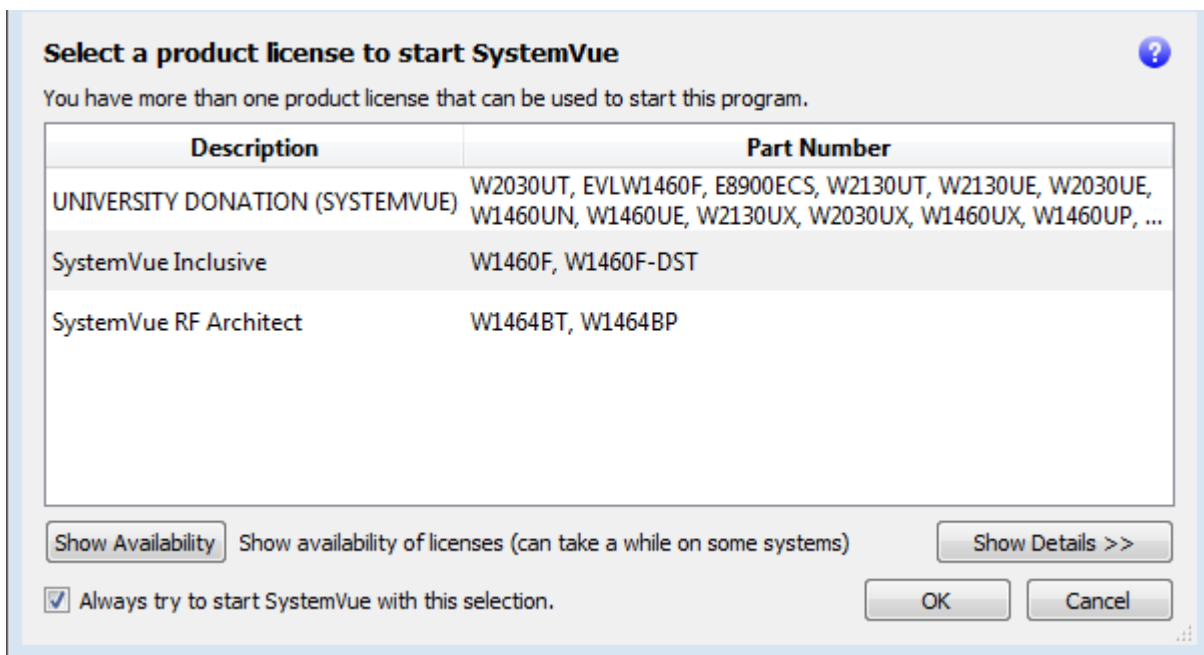 Select a product license to start SystemVue
?
You have more than one product license that can be used to start this program.
Description Part Number
UNIVERSITY DONATION (SYSTEMVUE) W2030UT, EVLW1460F, E8900ECS, W2130UT, W2130UE, W2030UE,
W1460UN, W1460UE, W2130UX, W2030UX, W1460UX, W1460UP, ...
SystemVue Inclusive W1460F, W1460F-DST
SystemVue RF Architect W1464BT, W1464BP
Show Availability Show availability of licenses (can take a while on some systems) Show Details >>
Always try to start SystemVue with this selection. OK Cancel